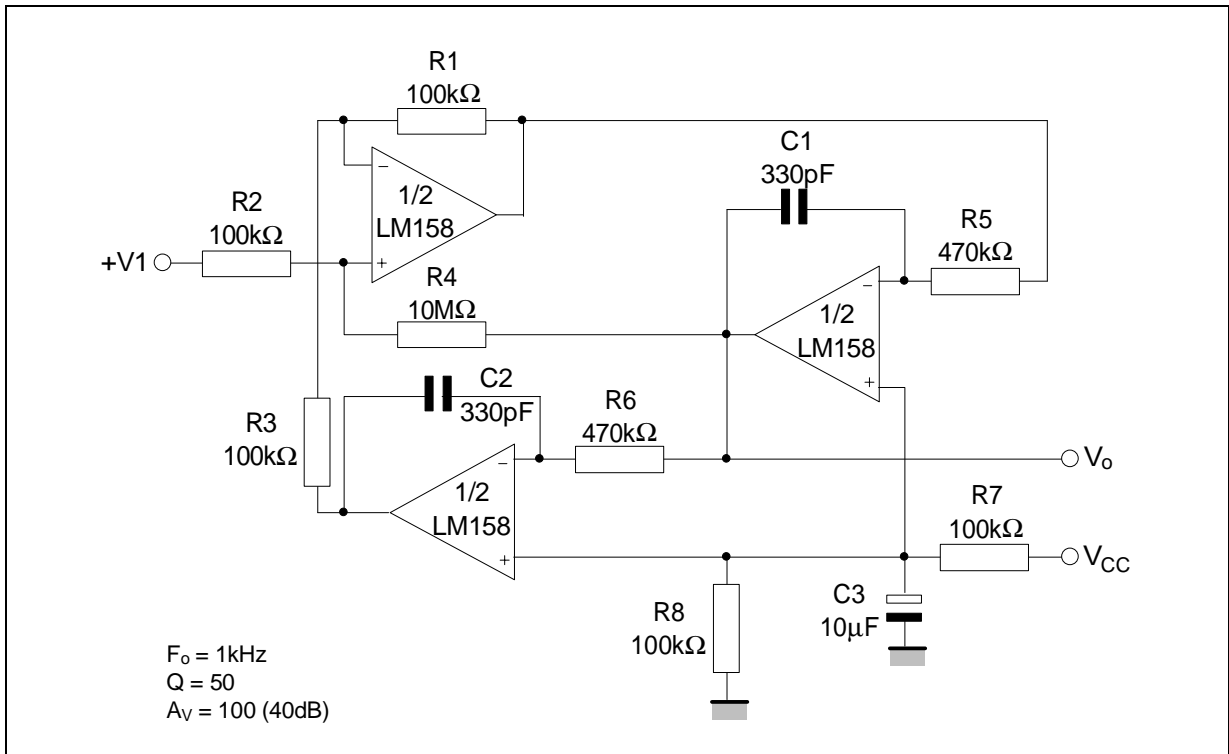 R1
100kΩ
C1
330pF
−
1/2
LM158
+
R2
100kΩ
+V1
R5
470kΩ
R4
10MΩ
−
1/2
LM158
+
C2
330pF
R6
470kΩ
R3
100kΩ
−
1/2
LM158
+
Vo
R7
100kΩ
VCC
R8
100kΩ
C3
10μF
Fo = 1kHz
Q = 50
AV = 100 (40dB)